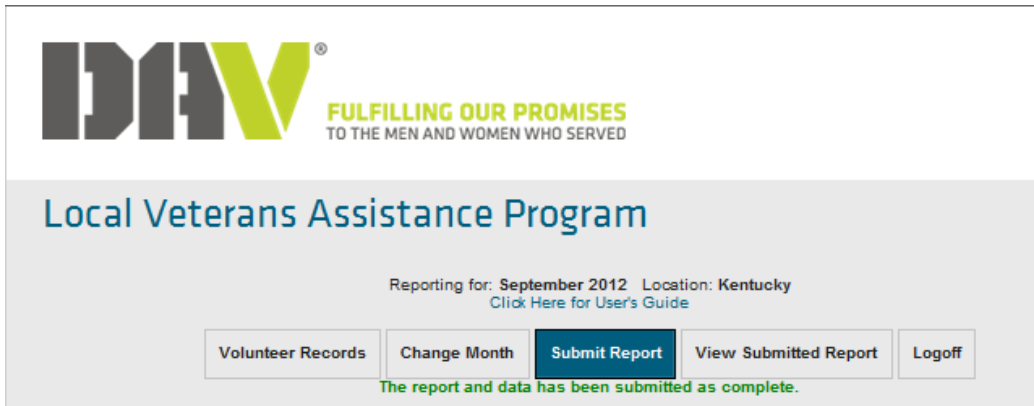 DAV®
FULFILLING OUR PROMISES
TO THE MEN AND WOMEN WHO SERVED
Local Veterans Assistance Program
Reporting for: September 2012 Location: Kentucky
Click Here for User's Guide
Volunteer Records Change Month Submit Report View Submitted Report Logoff
The report and data has been submitted as complete.